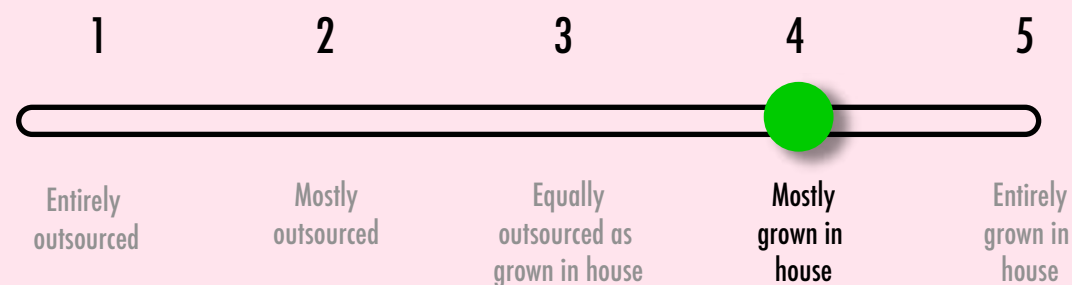 1 2 3 4 5
Entirely
outsourced
Mostly
outsourced
Equally
outsourced as
grown in house
Mostly
grown in
house
Entirely
grown in
house